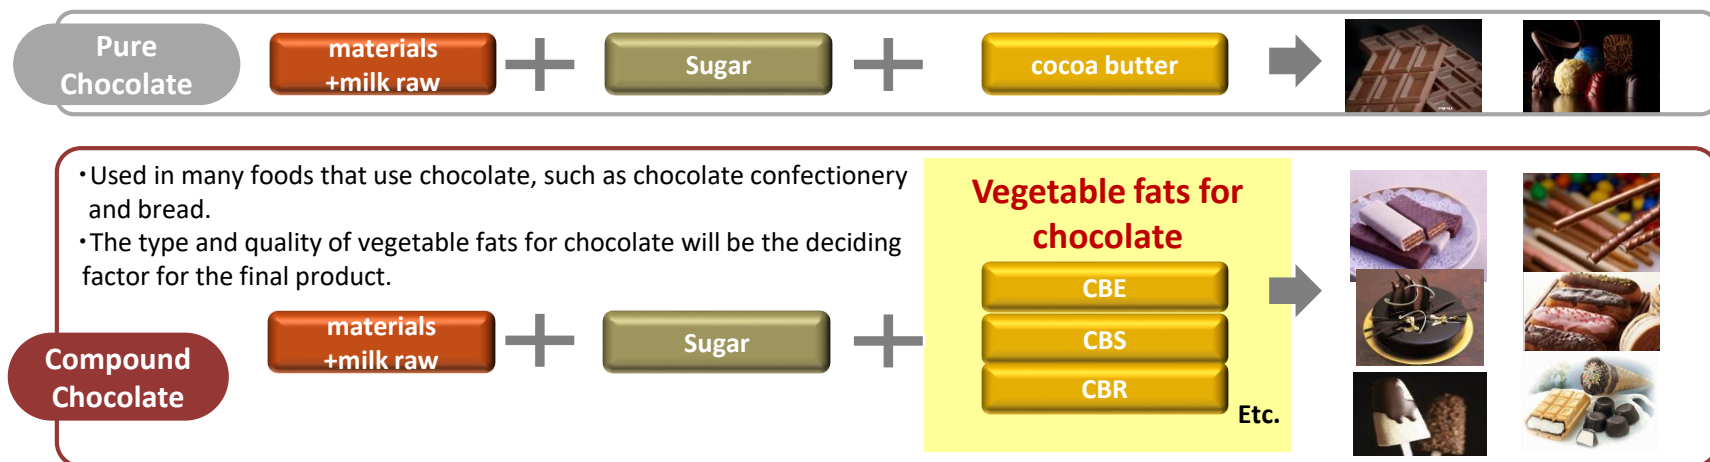 Pure
Chocolate
materials
+milk raw
Sugar
cocoa butter
・Used in many foods that use chocolate, such as chocolate confectionery
and bread.
・The type and quality of vegetable fats for chocolate will be the deciding
factor for the final product.
Compound
Chocolate
materials
+milk raw
Sugar
Vegetable fats for
chocolate
CBE
CBS
CBR
Etc.